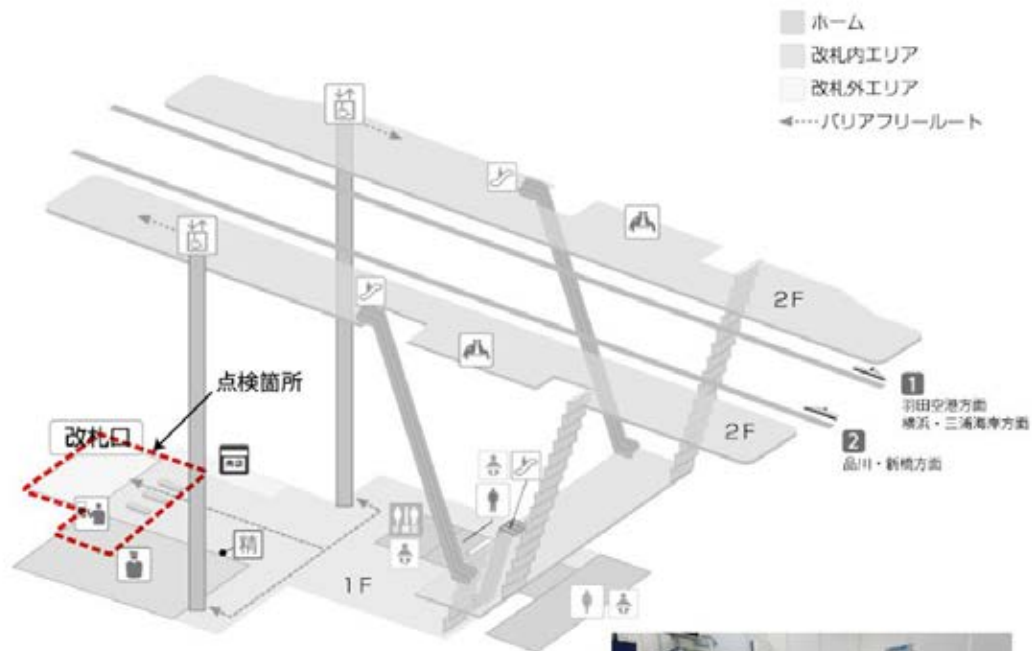 ホーム
改札内エリア
改札外エリア
バリアフリールート
2F
点検箇所
1
羽田空港方面
横浜・三浦海岸方面
2F
改札口
2
品川・新橋方面
精
1F